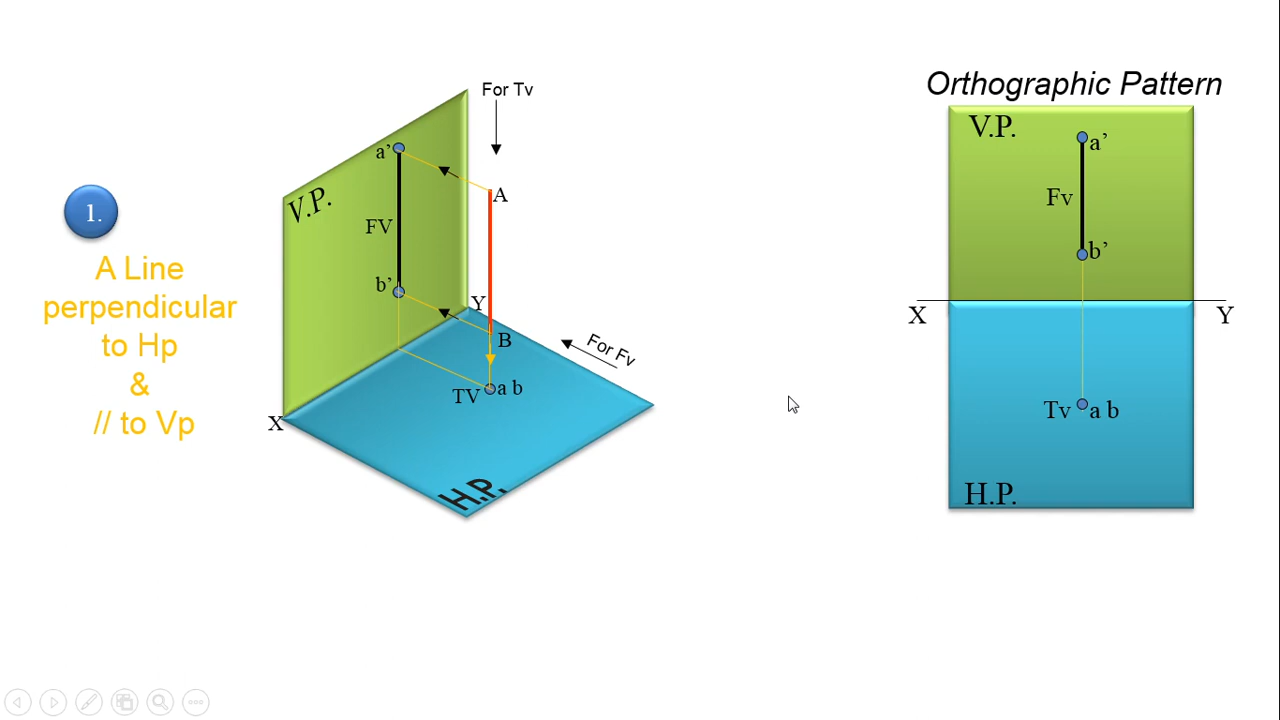 1.
A Line
perpendicular
to Hp
&
// to Vp
For Tv
a’
A
V.P.
FV
b’
Y
B
For Fv
TV
a b
X
H.P.
Orthographic Pattern
V.P.
a’
Fv
b’
X
Y
Tv
a b
H.P.